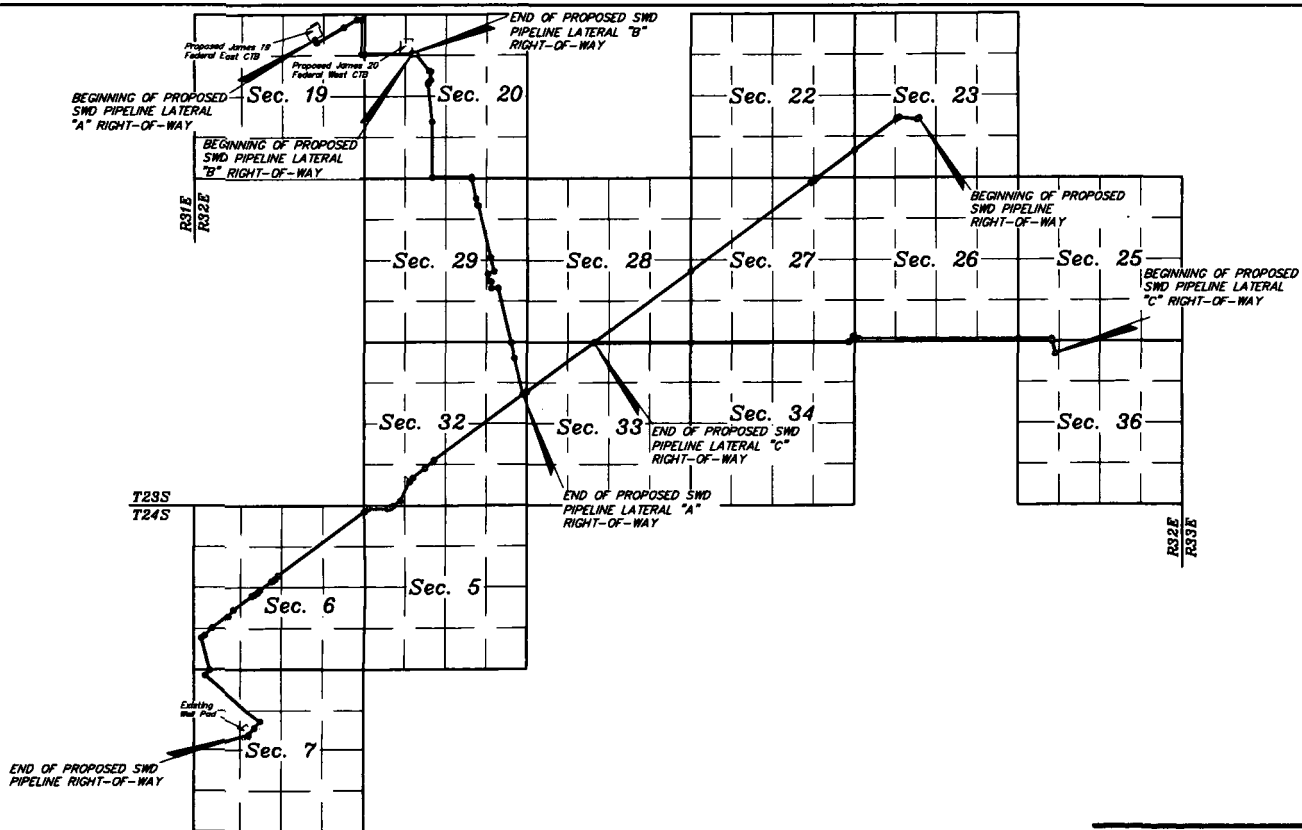 END OF PROPOSED SWD
PIPELINE LATERAL "B"
RIGHT-OF-WAY
Proposed James 19
Federal East CTB
Proposed James 20
Federal West CTB
BEGINNING OF PROPOSED
SWD PIPELINE LATERAL
"A" RIGHT-OF-WAY
Sec. 19
Sec. 20
Sec. 22
Sec. 23
BEGINNING OF PROPOSED
SWD PIPELINE LATERAL
"B" RIGHT-OF-WAY
R31E
R32E
BEGINNING OF PROPOSED
SWD PIPELINE
RIGHT-OF-WAY
Sec. 29
Sec. 28
Sec. 27
Sec. 26
Sec. 25
BEGINNING OF PROPOSED
SWD PIPELINE LATERAL
"C" RIGHT-OF-WAY
Sec. 32
Sec. 33
Sec. 34
Sec. 36
END OF PROPOSED SWD
PIPELINE LATERAL "C"
RIGHT-OF-WAY
END OF PROPOSED SWD
PIPELINE LATERAL "A"
RIGHT-OF-WAY
T23S
T24S
R32E
R33E
Sec. 6
Sec. 5
Existing
Well Pad
Sec. 7
END OF PROPOSED SWD
PIPELINE RIGHT-OF-WAY